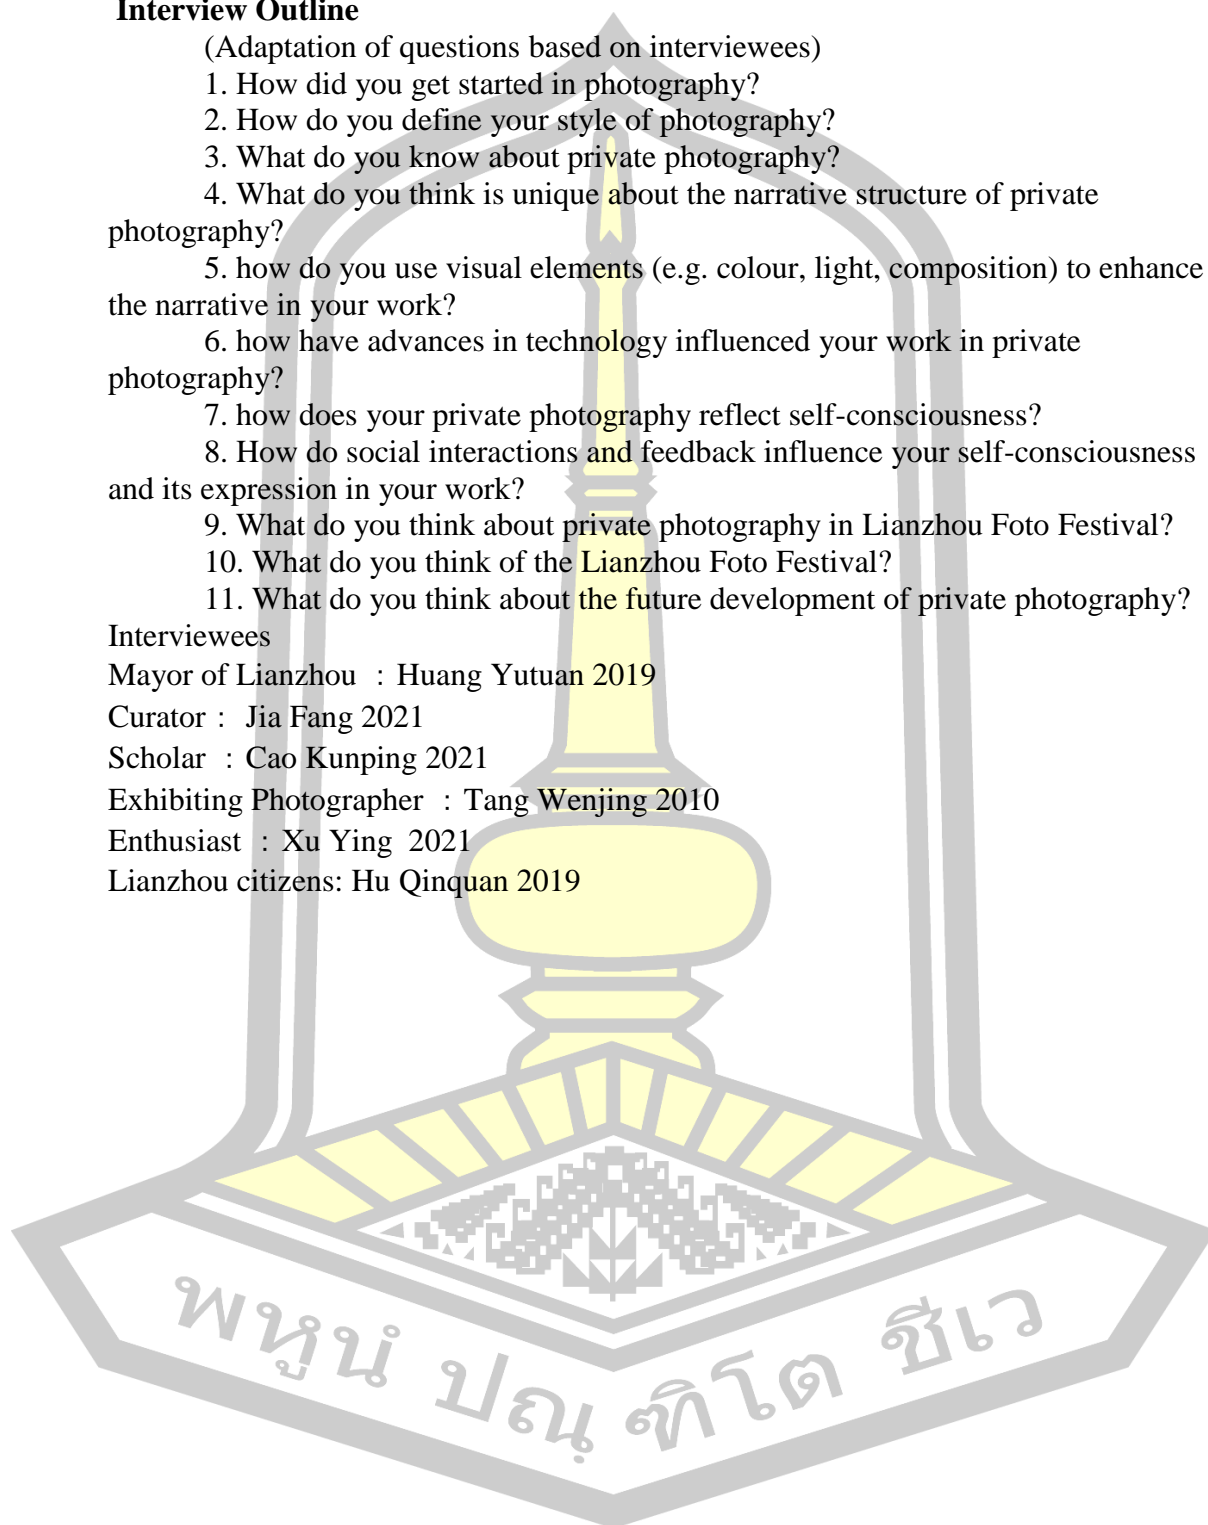 Interview Outline
(Adaptation of questions based on interviewees)
1. How did you get started in photography?
2. How do you define your style of photography?
3. What do you know about private photography?
4. What do you think is unique about the narrative structure of private
photography?
5. how do you use visual elements (e.g. colour, light, composition) to enhance
the narrative in your work?
6. how have advances in technology influenced your work in private
photography?
7. how does your private photography reflect self-consciousness?
8. How do social interactions and feedback influence your self-consciousness
and its expression in your work?
9. What do you think about private photography in Lianzhou Foto Festival?
10. What do you think of the Lianzhou Foto Festival?
11. What do you think about the future development of private photography?
Interviewees
Mayor of Lianzhou ：Huang Yutuan 2019
Curator： Jia Fang 2021
Scholar ：Cao Kunping 2021
Exhibiting Photographer ：Tang Wenjing 2010
Enthusiast ：Xu Ying 2021
Lianzhou citizens: Hu Qinquan 2019
พหูนํ ปณฺฑิโต ชีเว